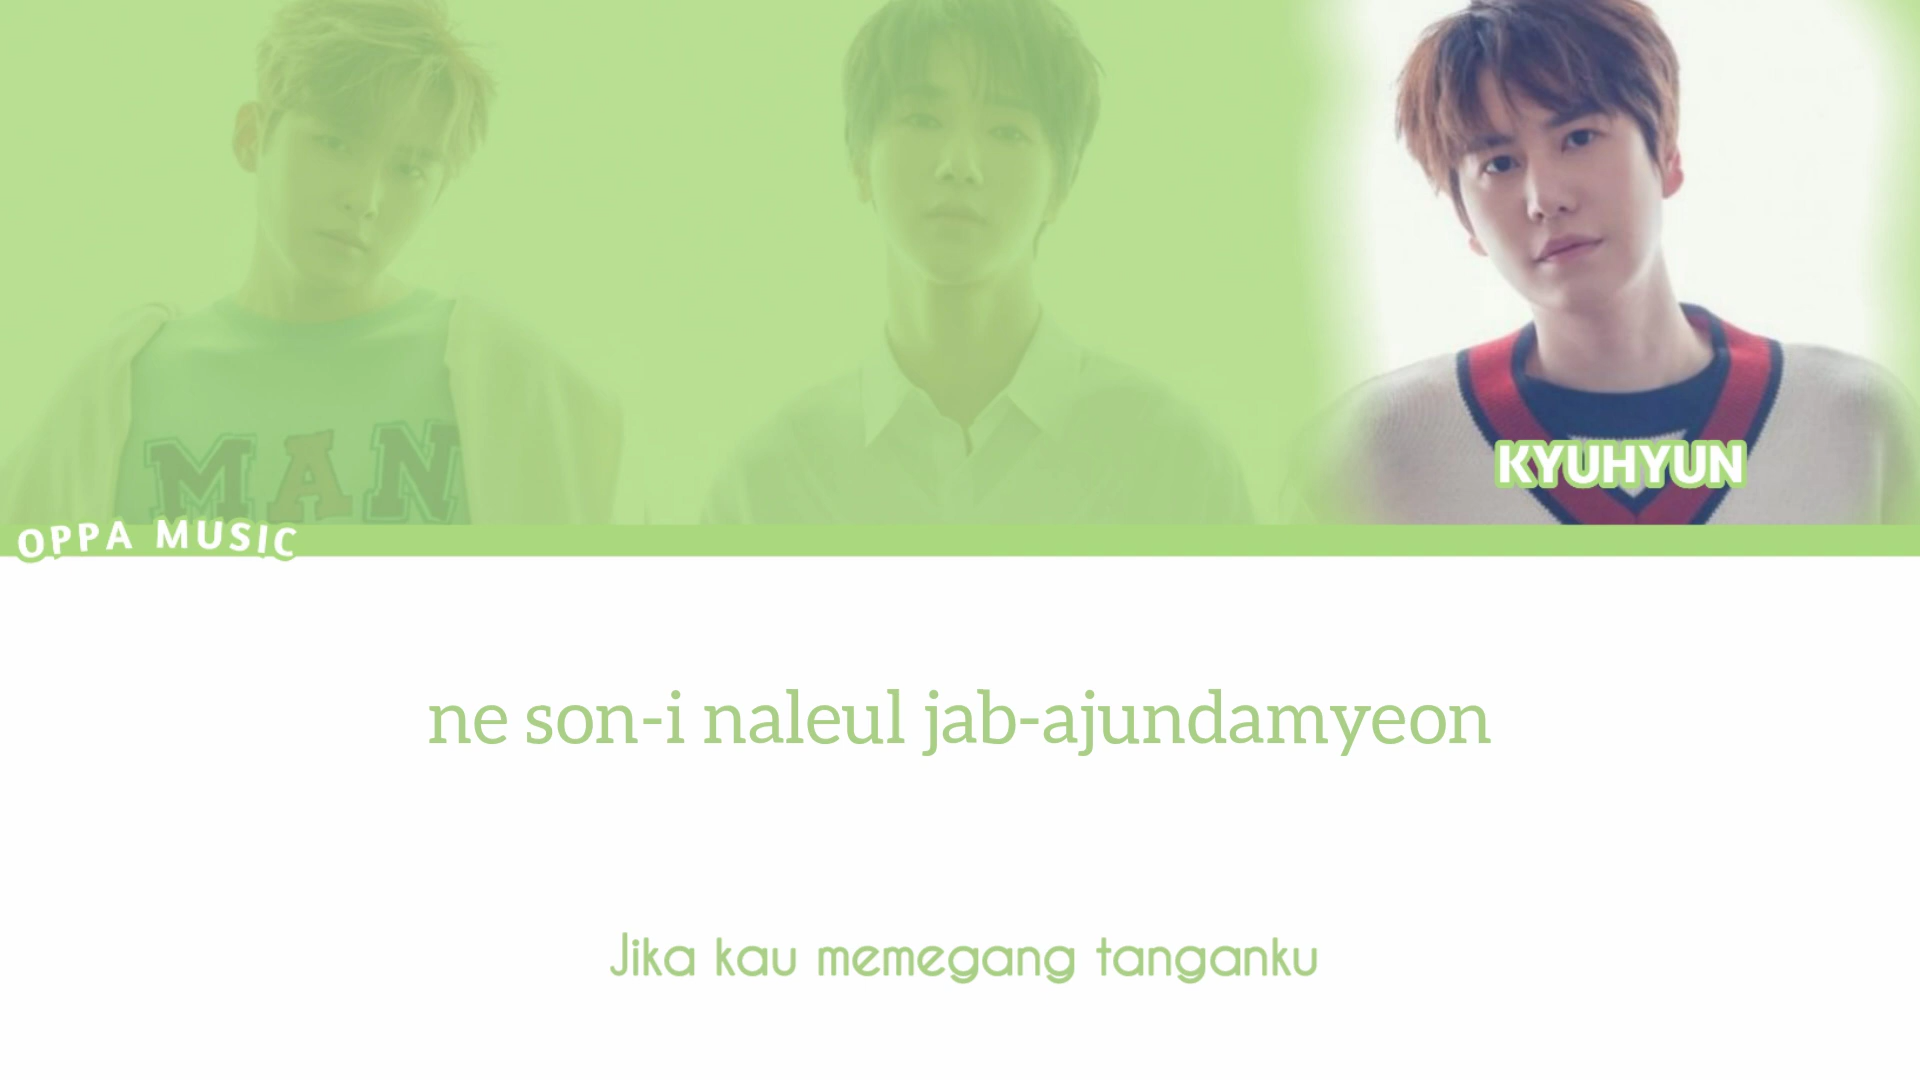 MAN
KYUHYUN
OPPA MUSIC
ne son-i naleul jab-ajundamyeon
Jika kau memegang tanganku